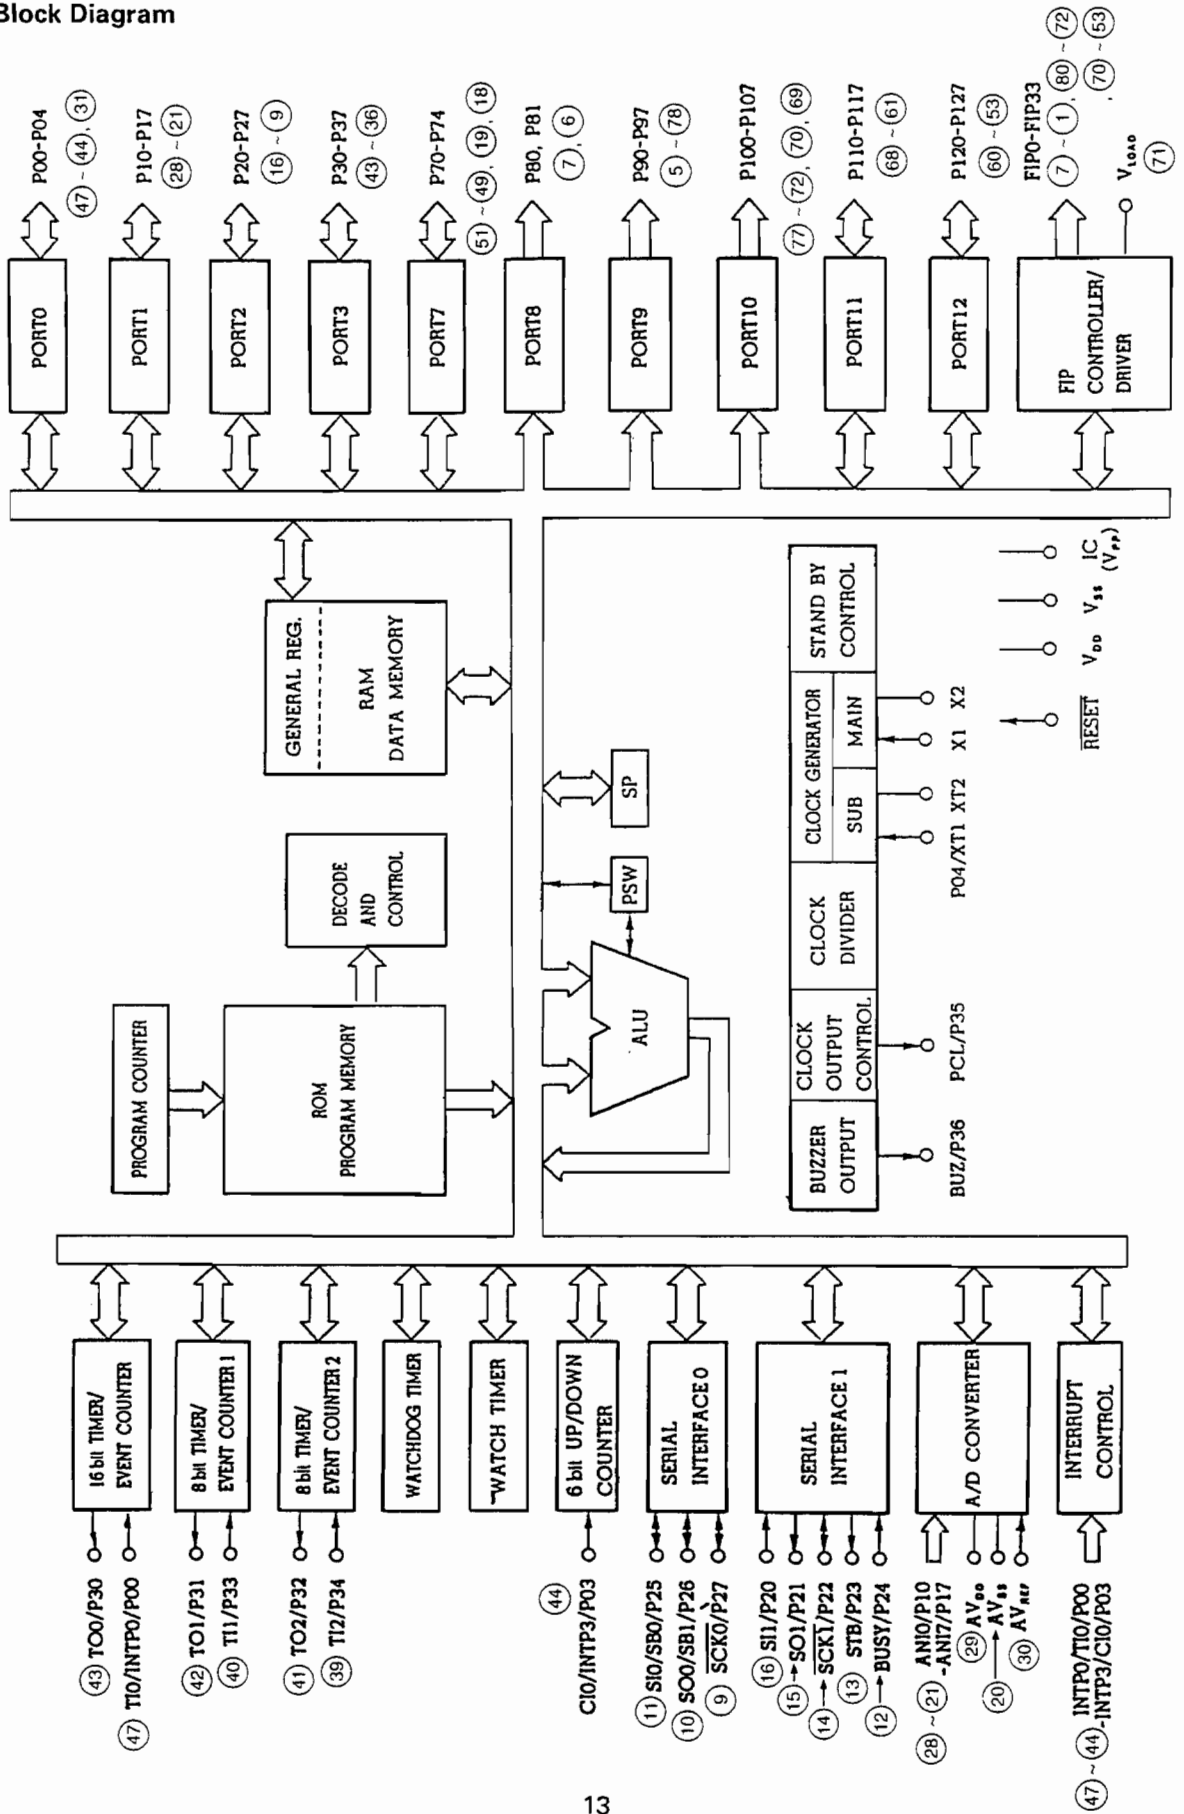 Block Diagram
PORT0
P00-P04
47 ~ 44, 31
PORT1
P10-P17
28 ~ 21
PORT2
P20-P27
16 ~ 9
PORT3
P30-P37
43 ~ 36
PORT7
P70-P74
51 ~ 49, 19, 18
PORT8
P80, P81
7, 6
PORT9
P90-P97
5 ~ 78
PORT10
P100-P107
77 ~ 72, 70, 69
PORT11
P110-P117
68 ~ 61
PORT12
P120-P127
60 ~ 53
FIP
CONTROLLER/
DRIVER
FIP0-FIP33
7 ~ 1, 80 ~ 72
, 70 ~ 53
VLOAD
71
GENERAL REG.
RAM
DATA MEMORY
DECODE
AND
CONTROL
PROGRAM COUNTER
ROM
PROGRAM MEMORY
SP
PSW
ALU
STAND BY
CONTROL
CLOCK GENERATOR
SUB
MAIN
CLOCK
DIVIDER
CLOCK
OUTPUT
CONTROL
BUZZER
OUTPUT
BUZ/P36
PCL/P35
P04/XT1
XT2
X1
X2
RESET
VDD
VSS
IC
(VPP)
16 bit TIMER/
EVENT COUNTER
43 TO0/P30
47 TI0/INTP0/P00
8 bit TIMER/
EVENT COUNTER 1
42 TO1/P31
40 TI1/P33
8 bit TIMER/
EVENT COUNTER 2
41 TO2/P32
39 TI2/P34
WATCHDOG TIMER
WATCH TIMER
6 bit UP/DOWN
COUNTER
44
CI0/INTP3/P03
SERIAL
INTERFACE 0
11 SI0/SB0/P25
10 SO0/SB1/P26
9 SCK0/P27
SERIAL
INTERFACE 1
16 SI1/P20
15 SO1/P21
14 SCK1/P22
13 STB/P23
12 BUSY/P24
A/D CONVERTER
28 ~ 21 ANI0/P10
-ANI7/P17
29 AVDD
20 AVSS
30 AVREF
INTERRUPT
CONTROL
47 ~ 44 INTP0/TI0/P00
-INTP3/CI0/P03
13